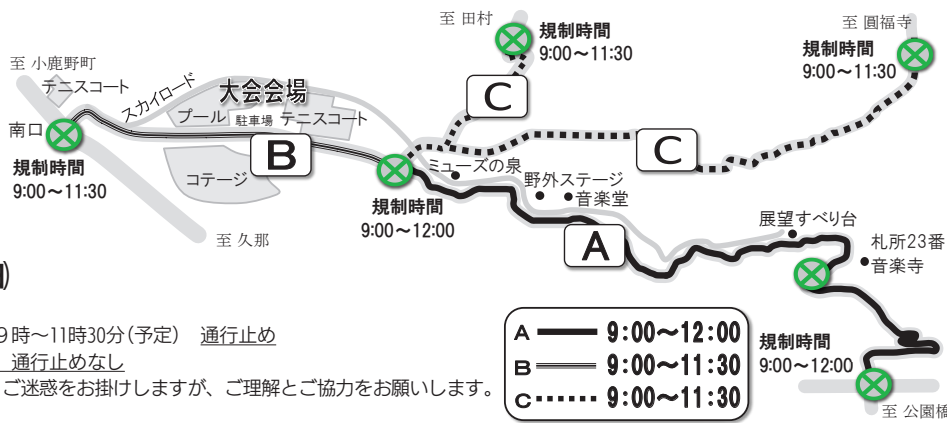 至 田村
規制時間
9:00～11:30
至 圓福寺
規制時間
9:00～11:30
至 小鹿野町
テニスコート
スカイロード
大会会場
プール
駐車場
テニスコート
南口
規制時間
9:00～11:30
B
コテージ
至 久那
C
C
規制時間
9:00～12:00
ミューズの泉
野外ステージ
音楽堂
A
展望すべり台
札所23番
音楽寺
規制時間
9:00～12:00
至 公園橋
A 9:00～12:00
B 9:00～11:30
C 9:00～11:30
9時～11時30分(予定) 通行止め
通行止めなし
ご迷惑をお掛けしますが、ご理解とご協力をお願いします。